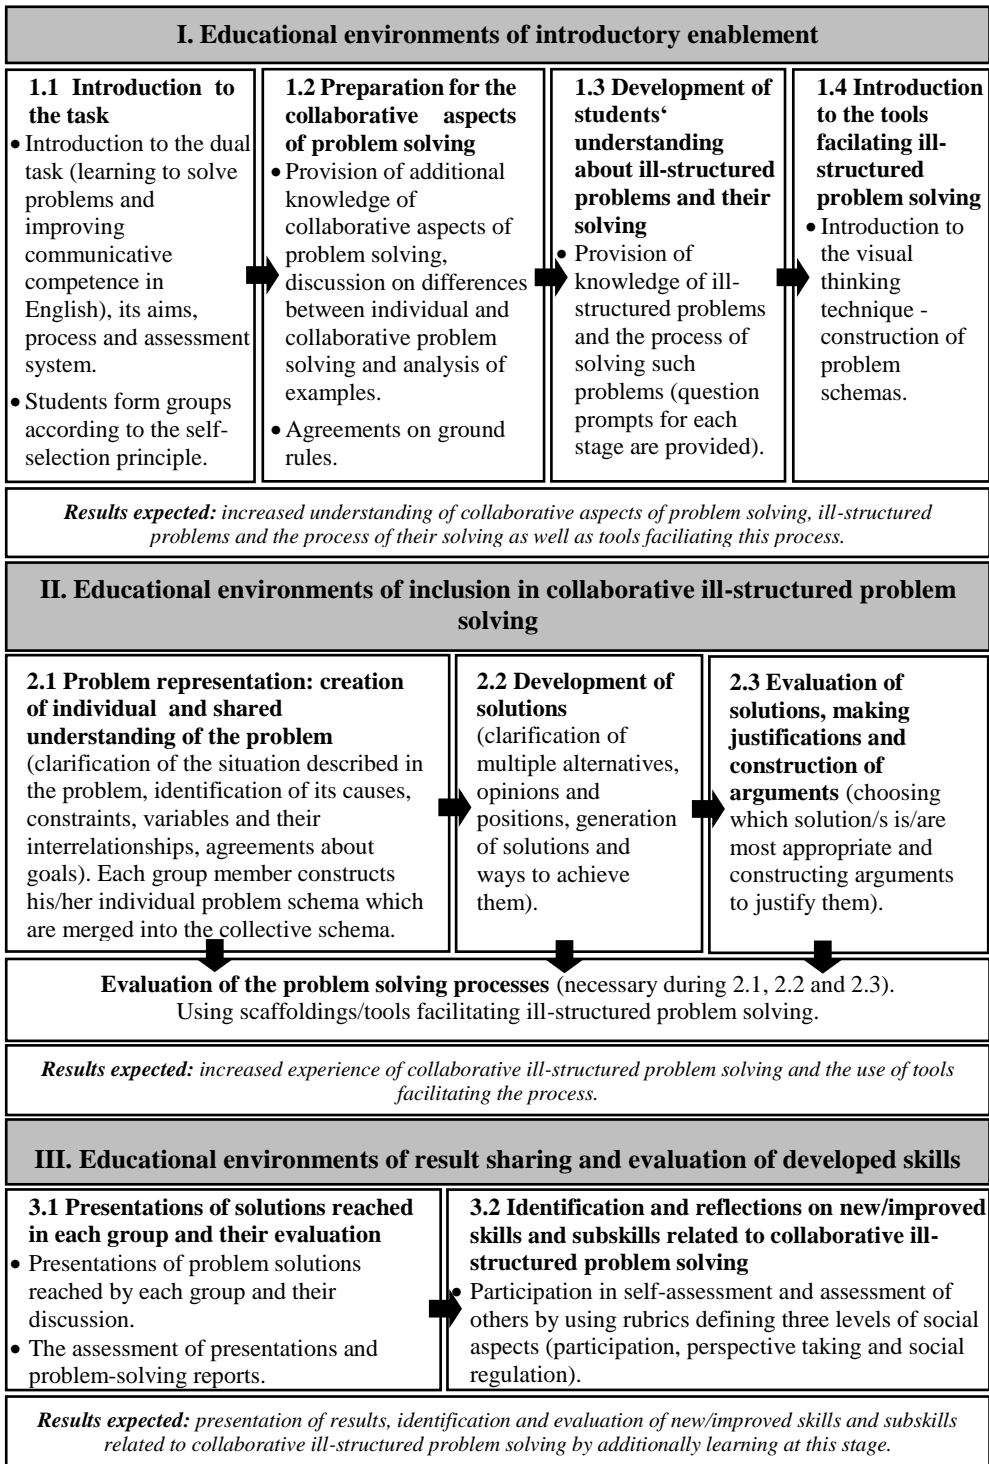 I. Educational environments of introductory enablement
1.1 Introduction to
the task
• Introduction to the dual
task (learning to solve
problems and
improving
communicative
competence in
English), its aims,
process and assessment
system.
• Students form groups
according to the self-
selection principle.
1.2 Preparation for the
collaborative aspects
of problem solving
• Provision of additional
knowledge of
collaborative aspects of
problem solving,
discussion on differences
between individual and
collaborative problem
solving and analysis of
examples.
• Agreements on ground
rules.
1.3 Development of
students‘
understanding
about ill-structured
problems and their
solving
• Provision of
knowledge of ill-
structured problems
and the process of
solving such
problems (question
prompts for each
stage are provided).
1.4 Introduction
to the tools
facilating ill-
structured
problem solving
• Introduction to
the visual
thinking
technique -
construction of
problem
schemas.
Results expected: increased understanding of collaborative aspects of problem solving, ill-structured
problems and the process of their solving as well as tools faciliating this process.
II. Educational environments of inclusion in collaborative ill-structured problem
solving
2.1 Problem representation: creation
of individual and shared
understanding of the problem
(clarification of the situation described in
the problem, identification of its causes,
constraints, variables and their
interrelationships, agreements about
goals). Each group member constructs
his/her individual problem schema which
are merged into the collective schema.
2.2 Development of
solutions
(clarification of
multiple alternatives,
opinions and
positions, generation
of solutions and
ways to achieve
them).
2.3 Evaluation of
solutions, making
justifications and
construction of
arguments (choosing
which solution/s is/are
most appropriate and
constructing arguments
to justify them).
Evaluation of the problem solving processes (necessary during 2.1, 2.2 and 2.3).
Using scaffoldings/tools facilitating ill-structured problem solving.
Results expected: increased experience of collaborative ill-structured problem solving and the use of tools
facilitating the process.
III. Educational environments of result sharing and evaluation of developed skills
3.1 Presentations of solutions reached
in each group and their evaluation
• Presentations of problem solutions
reached by each group and their
discussion.
• The assessment of presentations and
problem-solving reports.
3.2 Identification and reflections on new/improved
skills and subskills related to collaborative ill-
structured problem solving
• Participation in self-assessment and assessment of
others by using rubrics defining three levels of social
aspects (participation, perspective taking and social
regulation).
Results expected: presentation of results, identification and evaluation of new/improved skills and subskills
related to collaborative ill-structured problem solving by additionally learning at this stage.